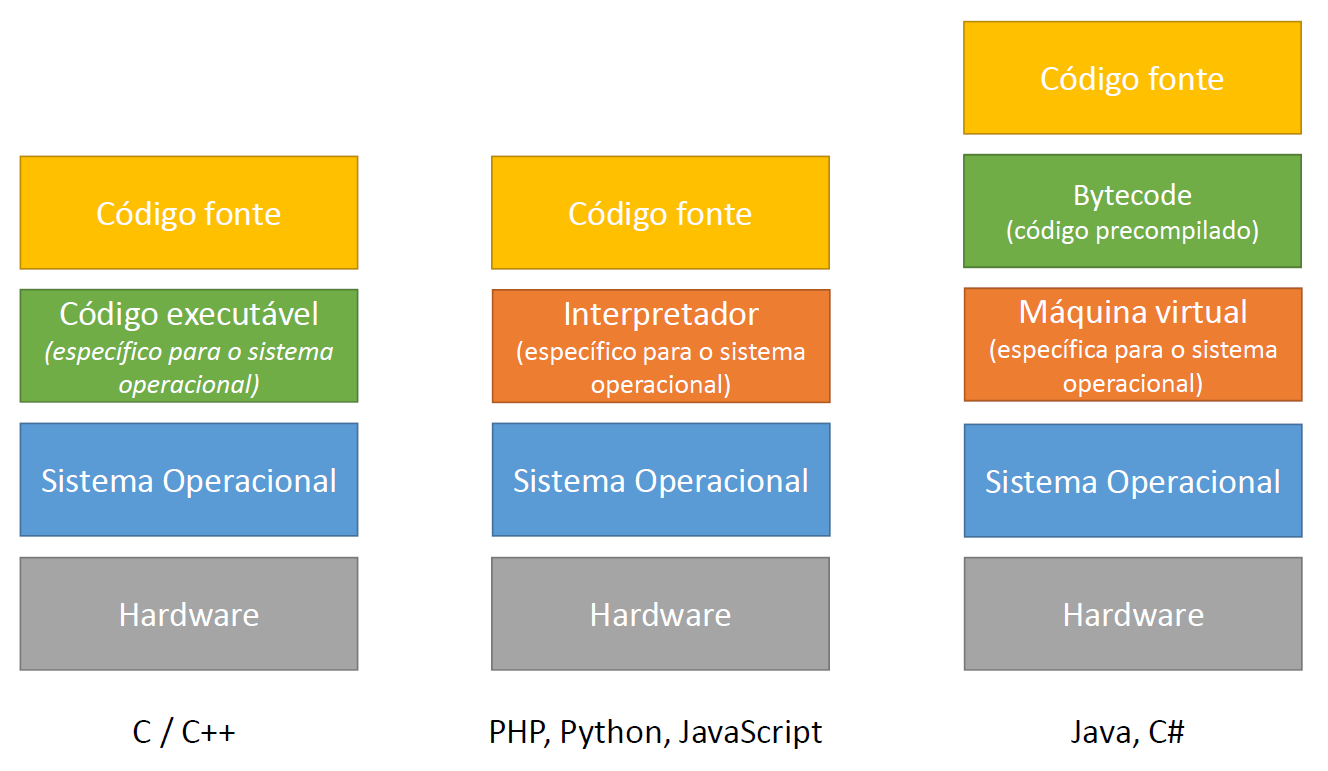 Código fonte
Código executável
(específico para o sistema
operacional)
Sistema Operacional
Hardware
C / C++
Código fonte
Interpretador
(específico para o sistema
operacional)
Sistema Operacional
Hardware
PHP, Python, JavaScript
Código fonte
Bytecode
(código precompilado)
Máquina virtual
(específica para o sistema
operacional)
Sistema Operacional
Hardware
Java, C#